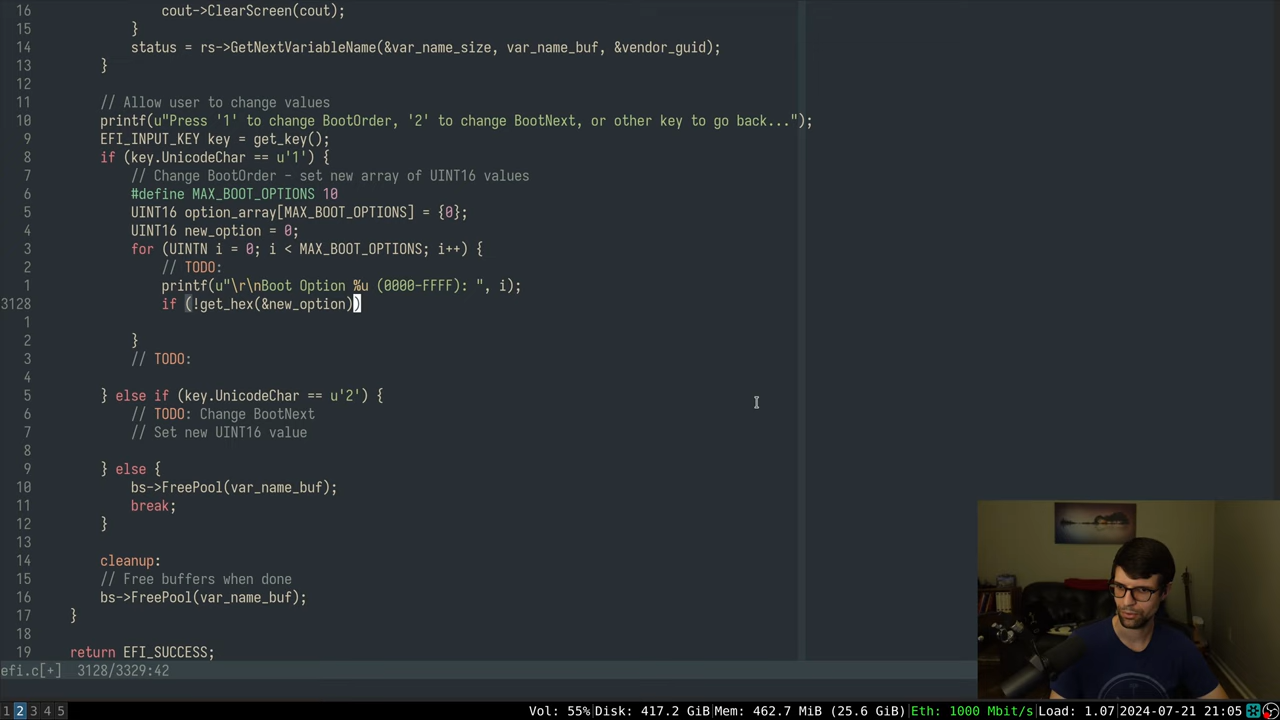 16 cout->ClearScreen(cout);
15 }
14 status = rs->GetNextVariableName(&var_name_size, var_name_buf, &vendor_guid);
13 }
12
11 // Allow user to change values
10 printf(u"Press '1' to change BootOrder, '2' to change BootNext, or other key to go back...");
9 EFI_INPUT_KEY key = get_key();
8 if (key.UnicodeChar == u'1') {
7 // Change BootOrder - set new array of UINT16 values
6 #define MAX_BOOT_OPTIONS 10
5 UINT16 option_array[MAX_BOOT_OPTIONS] = {0};
4 UINT16 new_option = 0;
3 for (UINTN i = 0; i < MAX_BOOT_OPTIONS; i++) {
2 // TODO:
1 printf(u"\r\nBoot Option %u (0000-FFFF): ", i);
3128 if (!get_hex(&new_option))
1
2 }
3 // TODO:
4
5 } else if (key.UnicodeChar == u'2') {
6 // TODO: Change BootNext
7 // Set new UINT16 value
8
9 } else {
10 bs->FreePool(var_name_buf);
11 break;
12 }
13
14 cleanup:
15 // Free buffers when done
16 bs->FreePool(var_name_buf);
17 }
18
19 return EFI_SUCCESS;
efi.c[+] 3128/3329:42
1 2 3 4 5 Vol: 55% Disk: 417.2 GiB Mem: 462.7 MiB (25.6 GiB) Eth: 1000 Mbit/s Load: 1.07 2024-07-21 21:05